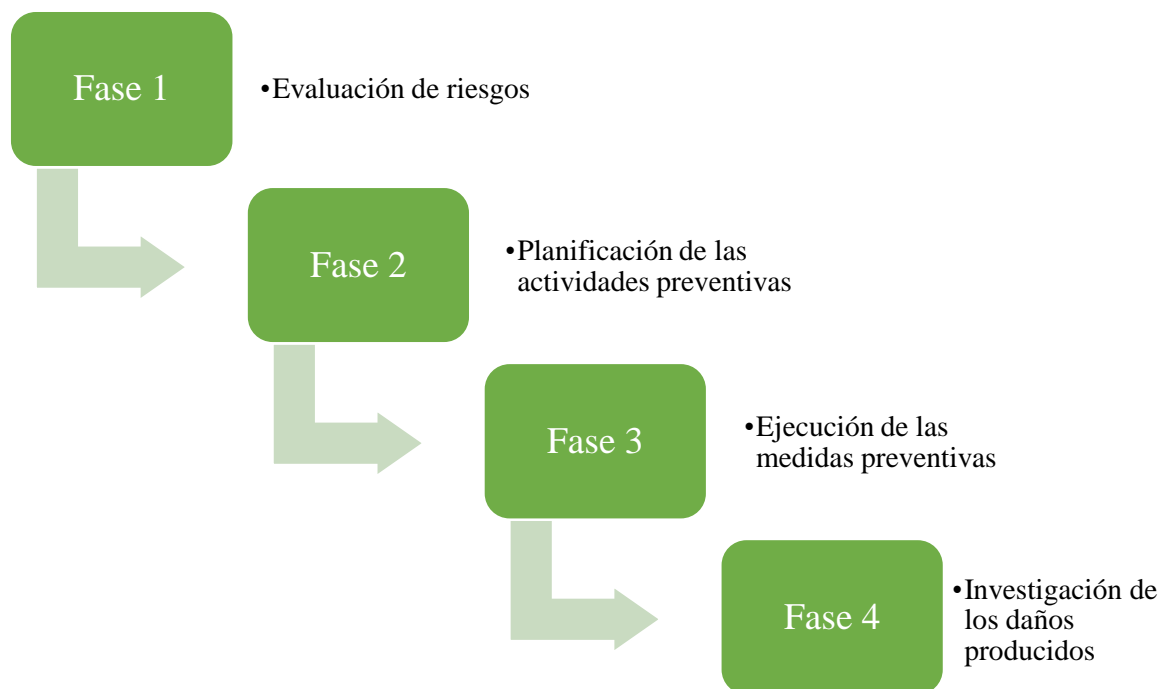 Fase 1
•Evaluación de riesgos
Fase 2
•Planificación de las
actividades preventivas
Fase 3
•Ejecución de las
medidas preventivas
Fase 4
•Investigación de
los daños
producidos